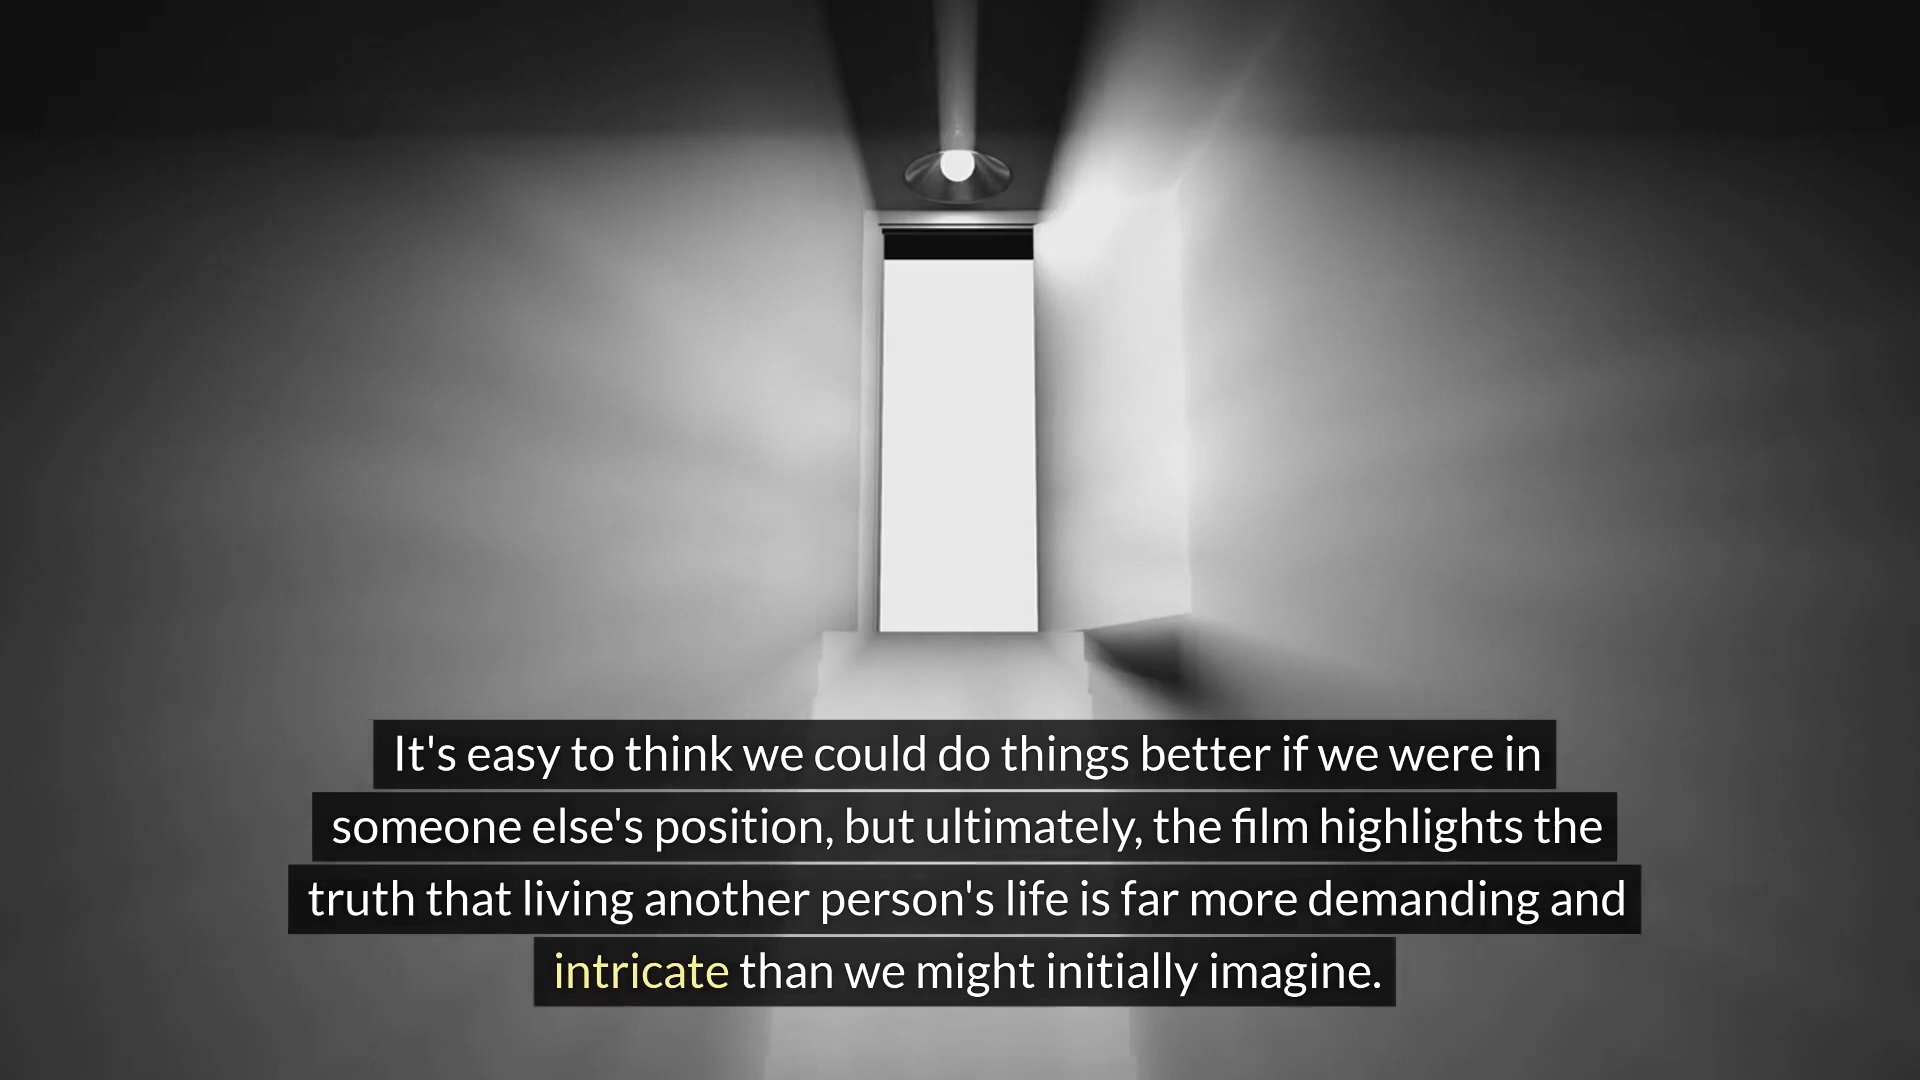 It's easy to think we could do things better if we were in
someone else's position, but ultimately, the film highlights the
truth that living another person's life is far more demanding and
intricate than we might initially imagine.